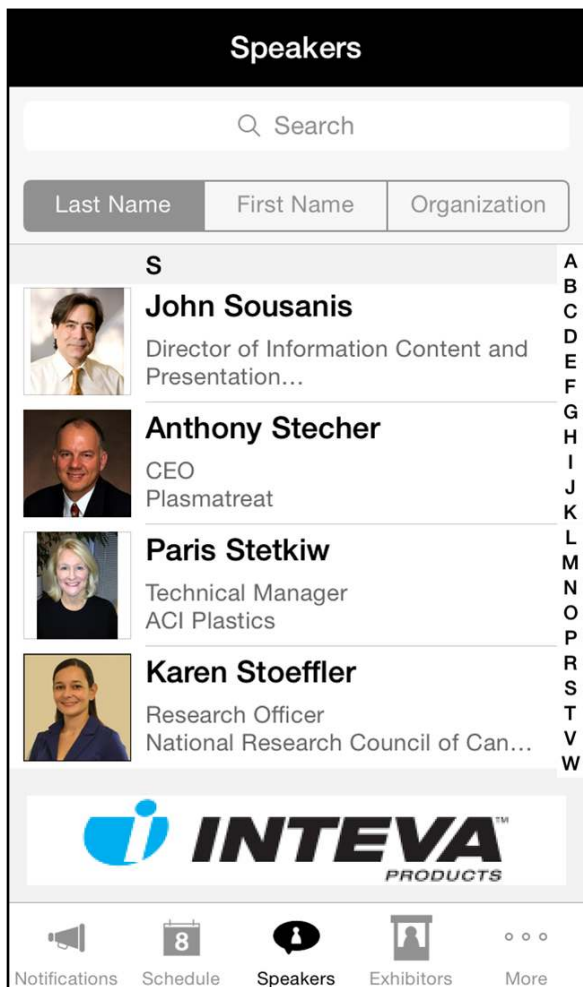 Speakers
Search
Last Name First Name Organization
S
John Sousanis
Director of Information Content and
Presentation...
Anthony Stecher
CEO
Plasmatreat
Paris Stetkiw
Technical Manager
ACI Plastics
Karen Stoeffler
Research Officer
National Research Council of Can...
A
B
C
D
E
F
G
H
I
J
K
L
M
N
O
P
R
S
T
V
W
INTEVA™
PRODUCTS
8
Notifications Schedule Speakers Exhibitors More